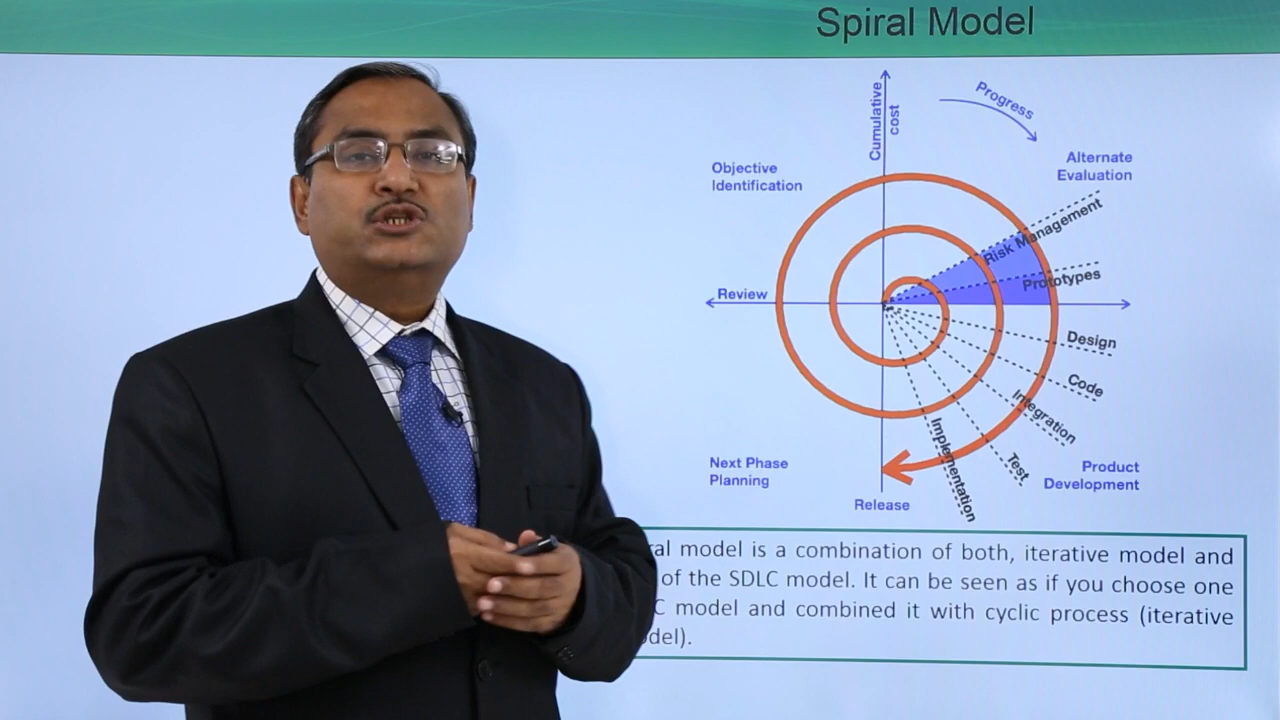 Spiral Model
Cumulative
cost
Progress
Objective
Identification
Alternate
Evaluation
Risk Management
Prototypes
Review
Design
Code
Integration
Test
Implementation
Next Phase
Planning
Product
Development
Release
model is a combination of both, iterative model and
of the SDLC model. It can be seen as if you choose one
model and combined it with cyclic process (iterative